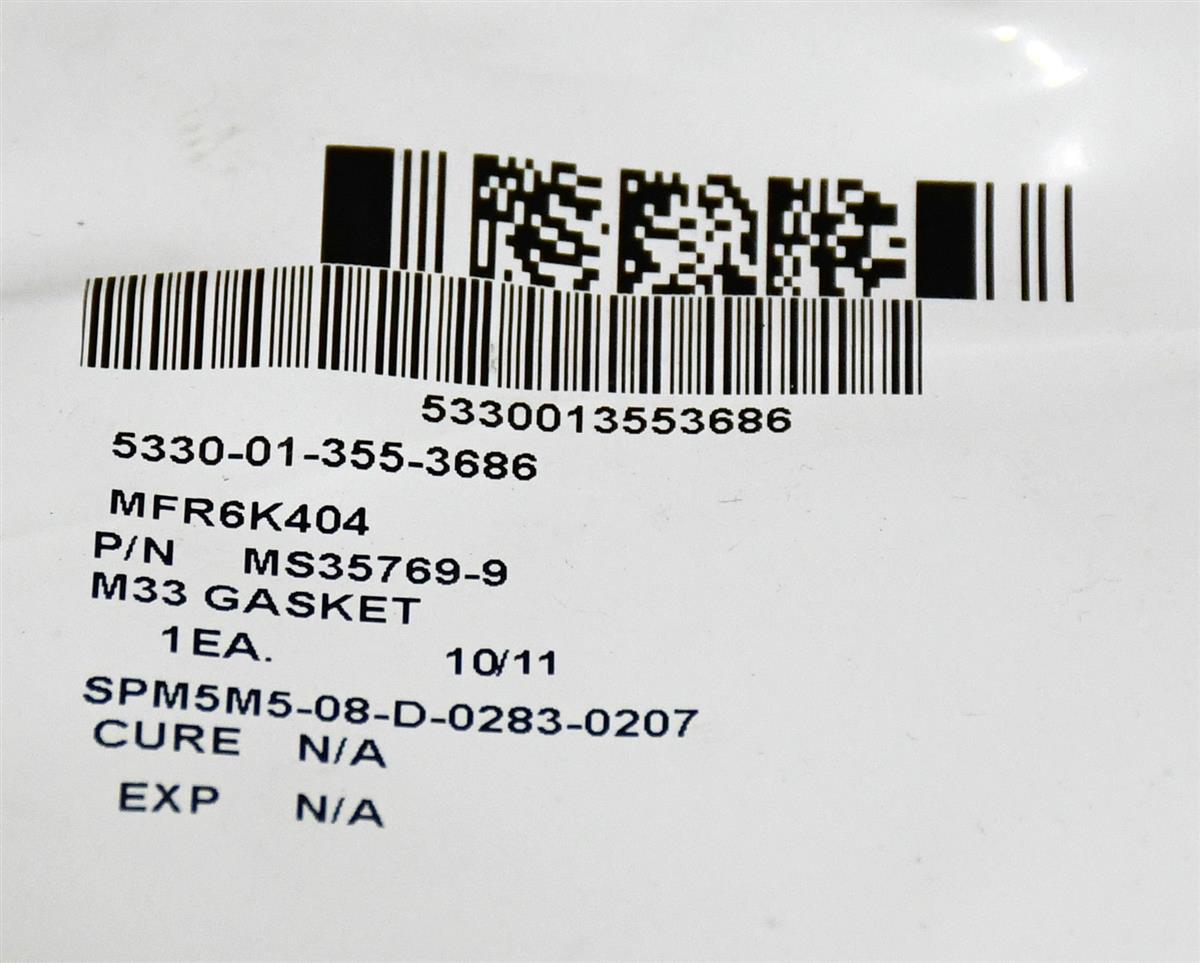 5330013553686
5330-01-355-3686
MFR6K404
P/N MS35769-9
M33 GASKET
1EA. 10/11
SPM5M5-08-D-0283-0207
CURE N/A
EXP N/A